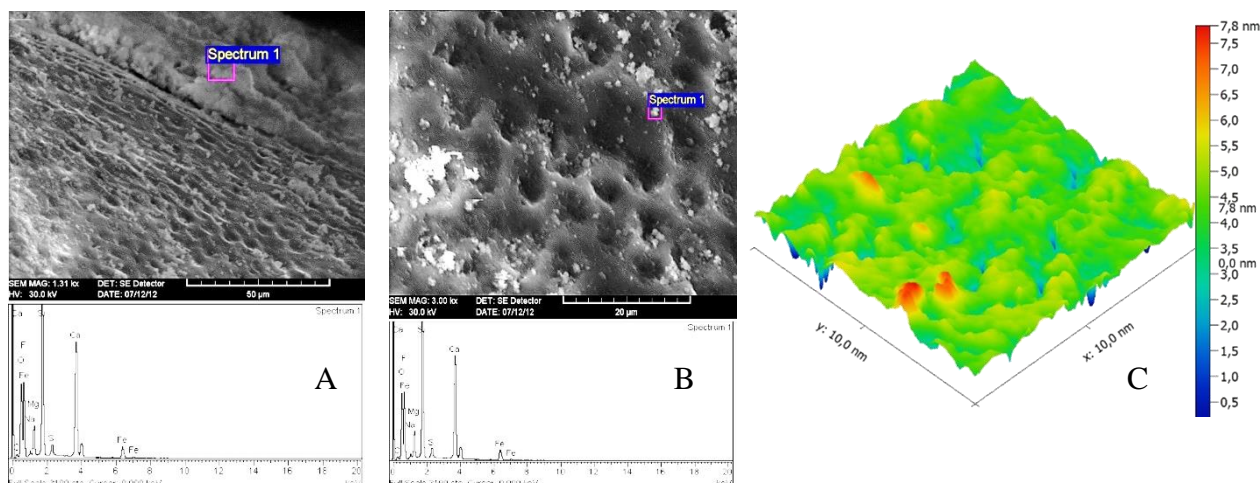 Spectrum 1
SEM MAG: 1.31 kx DET: SE Detector
HV: 30.0 kV DATE: 07/12/12 50 µm
Spectrum 1
Ca
Ca
F
O
Fe
Mg
Na
S
Fe
Fe
0 2 4 6 8 10 12 14 16 18 20
A
Spectrum 1
SEM MAG: 3.00 kx DET: SE Detector
HV: 30.0 kV DATE: 07/12/12 20 µm
Spectrum 1
Ca
Ca
F
O
Fe
Mg
Na
S
Fe
Fe
0 2 4 6 8 10 12 14 16 18 20
B
7,8 nm
7,0
6,5
6,0
5,5
5,0
4,5
7,8 nm
4,0
0,0 nm
3,0
2,5
2,0
1,5
1,0
0,5
y: 10,0 nm
x: 10,0 nm
C